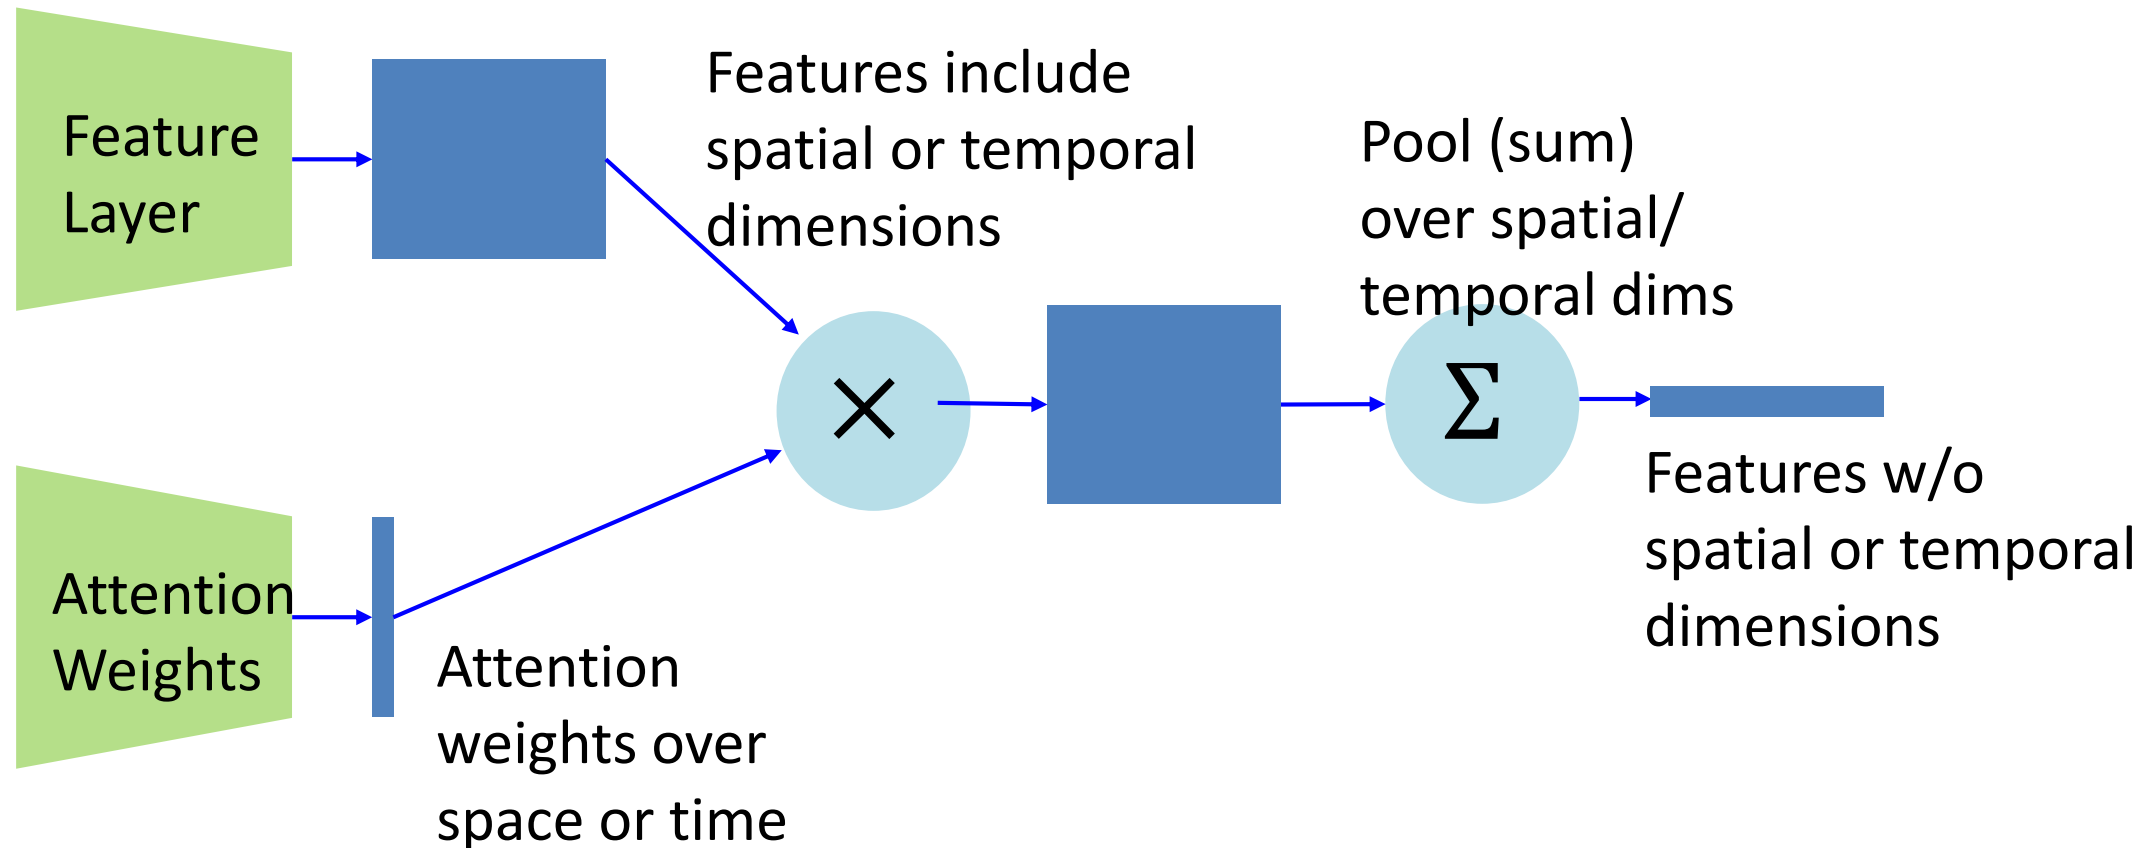 Feature
Layer
Features include
spatial or temporal
dimensions
Pool (sum)
over spatial/
temporal dims
×
Σ
Features w/o
spatial or temporal
dimensions
Attention
Weights
Attention
weights over
space or time